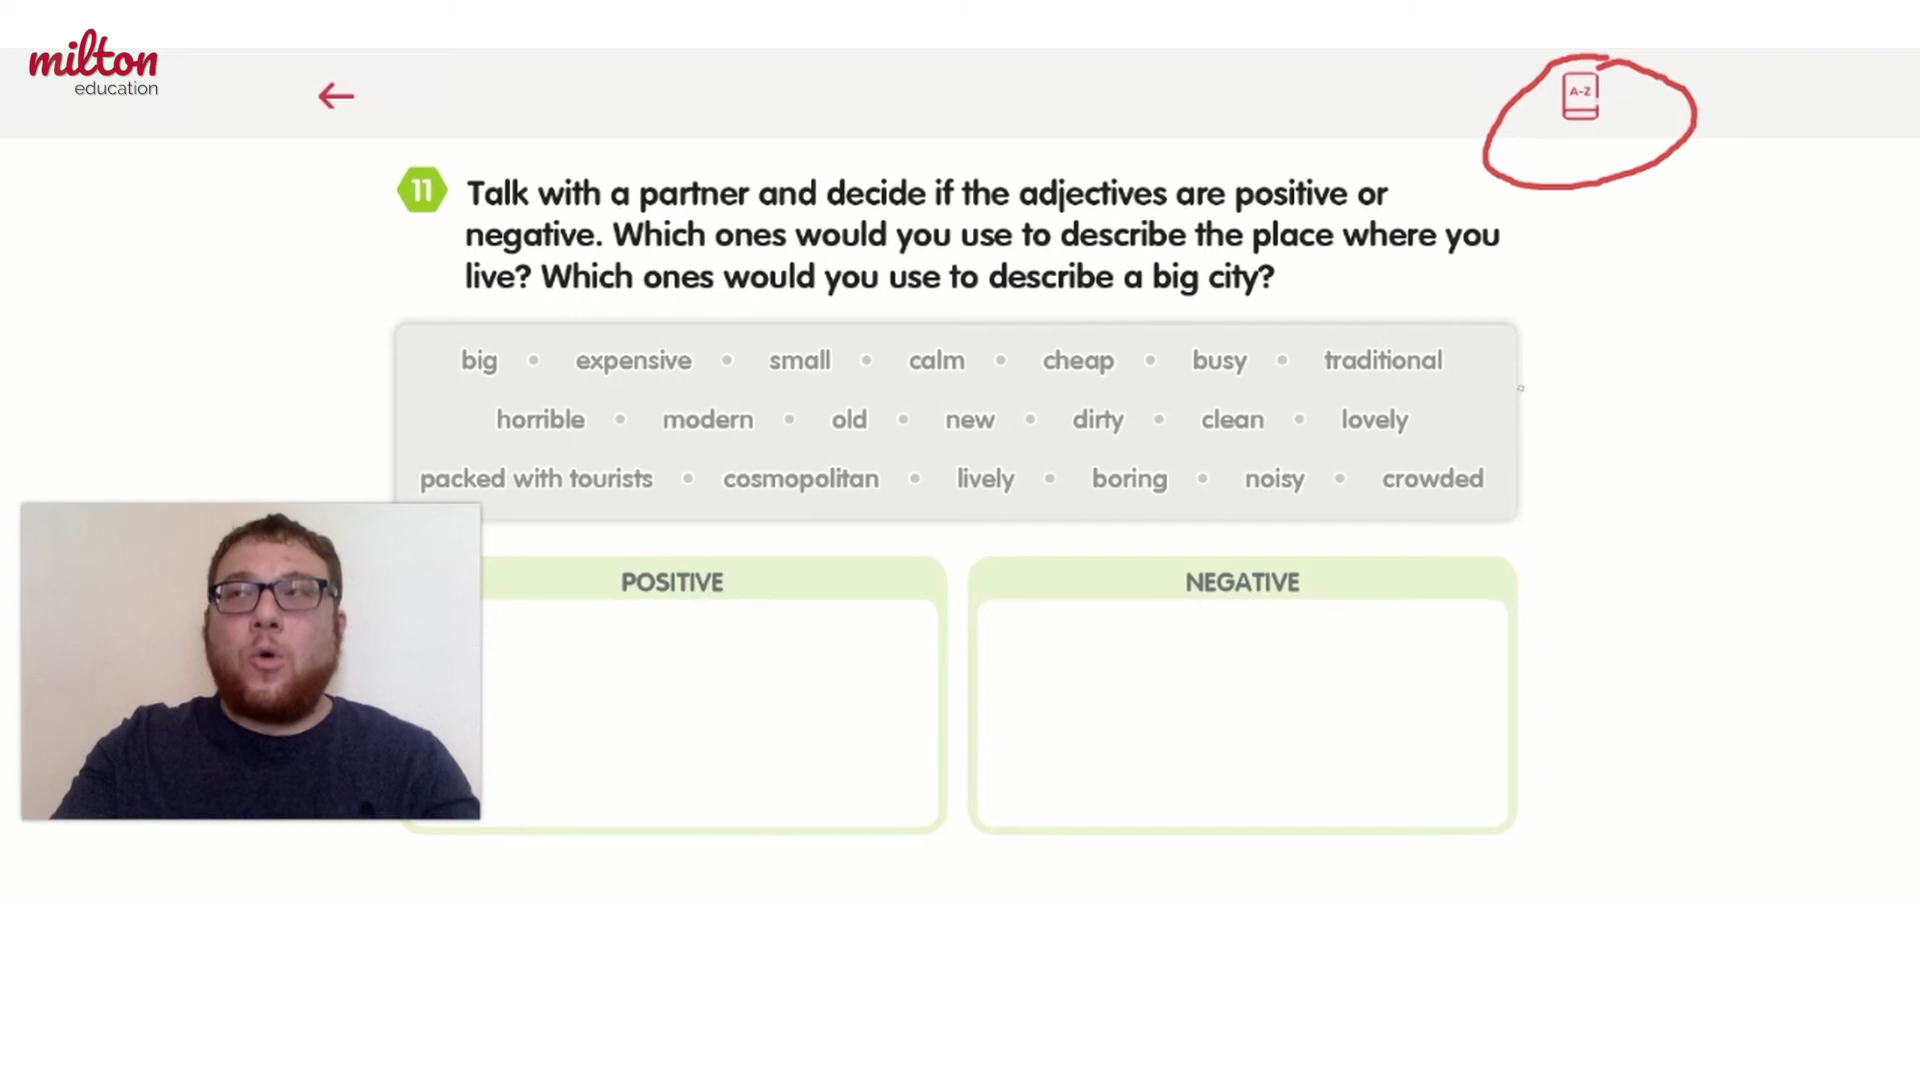 milton
education
A-Z
11 Talk with a partner and decide if the adjectives are positive or
negative. Which ones would you use to describe the place where you
live? Which ones would you use to describe a big city?
big • expensive • small • calm • cheap • busy • traditional
horrible • modern • old • new • dirty • clean • lovely
packed with tourists • cosmopolitan • lively • boring • noisy • crowded
POSITIVE
NEGATIVE